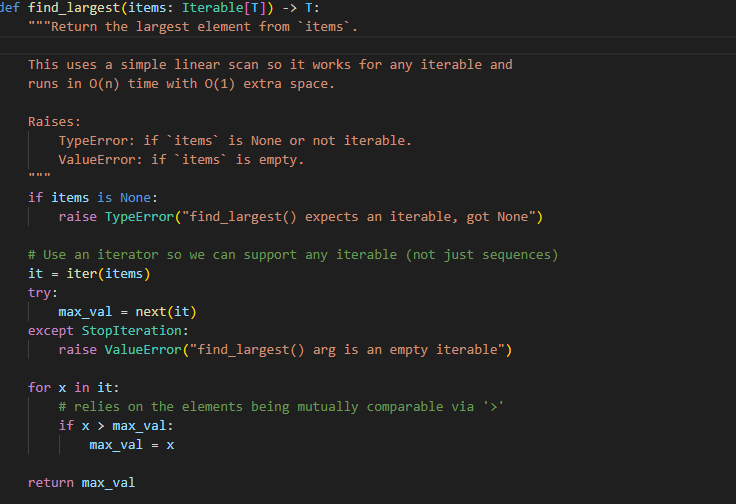 def find_largest(items: Iterable[T]) -> T:
    """Return the largest element from `items`.

    This uses a simple linear scan so it works for any iterable and
    runs in O(n) time with O(1) extra space.

    Raises:
        TypeError: if `items` is None or not iterable.
        ValueError: if `items` is empty.
    """
    if items is None:
        raise TypeError("find_largest() expects an iterable, got None")

    # Use an iterator so we can support any iterable (not just sequences)
    it = iter(items)
    try:
        max_val = next(it)
    except StopIteration:
        raise ValueError("find_largest() arg is an empty iterable")

    for x in it:
        # relies on the elements being mutually comparable via '>'
        if x > max_val:
            max_val = x

    return max_val